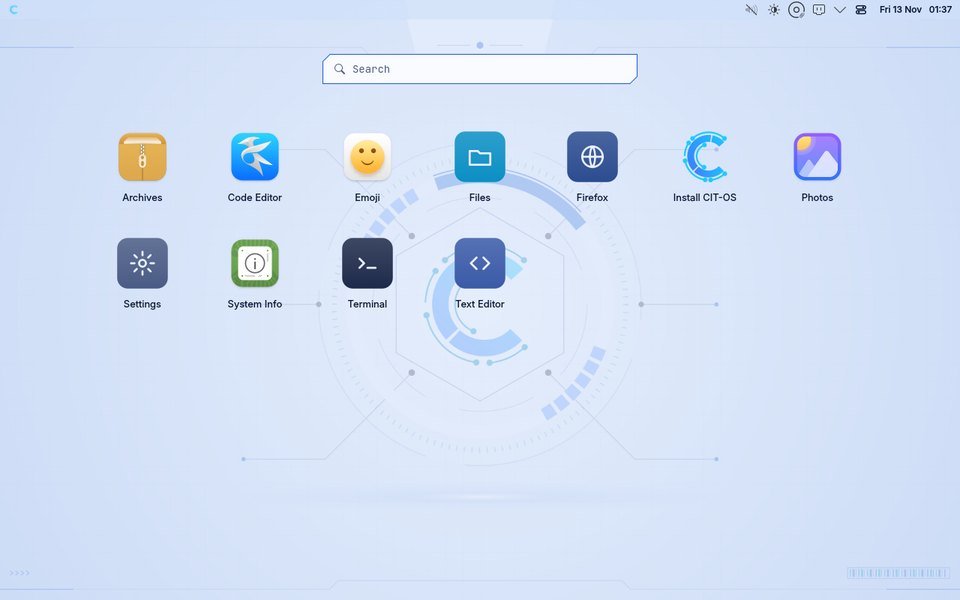 Fri 13 Nov 01:37
Search
Archives
Code Editor
Emoji
Files
Firefox
Install CIT-OS
Photos
Settings
System Info
Terminal
Text Editor
>>>>